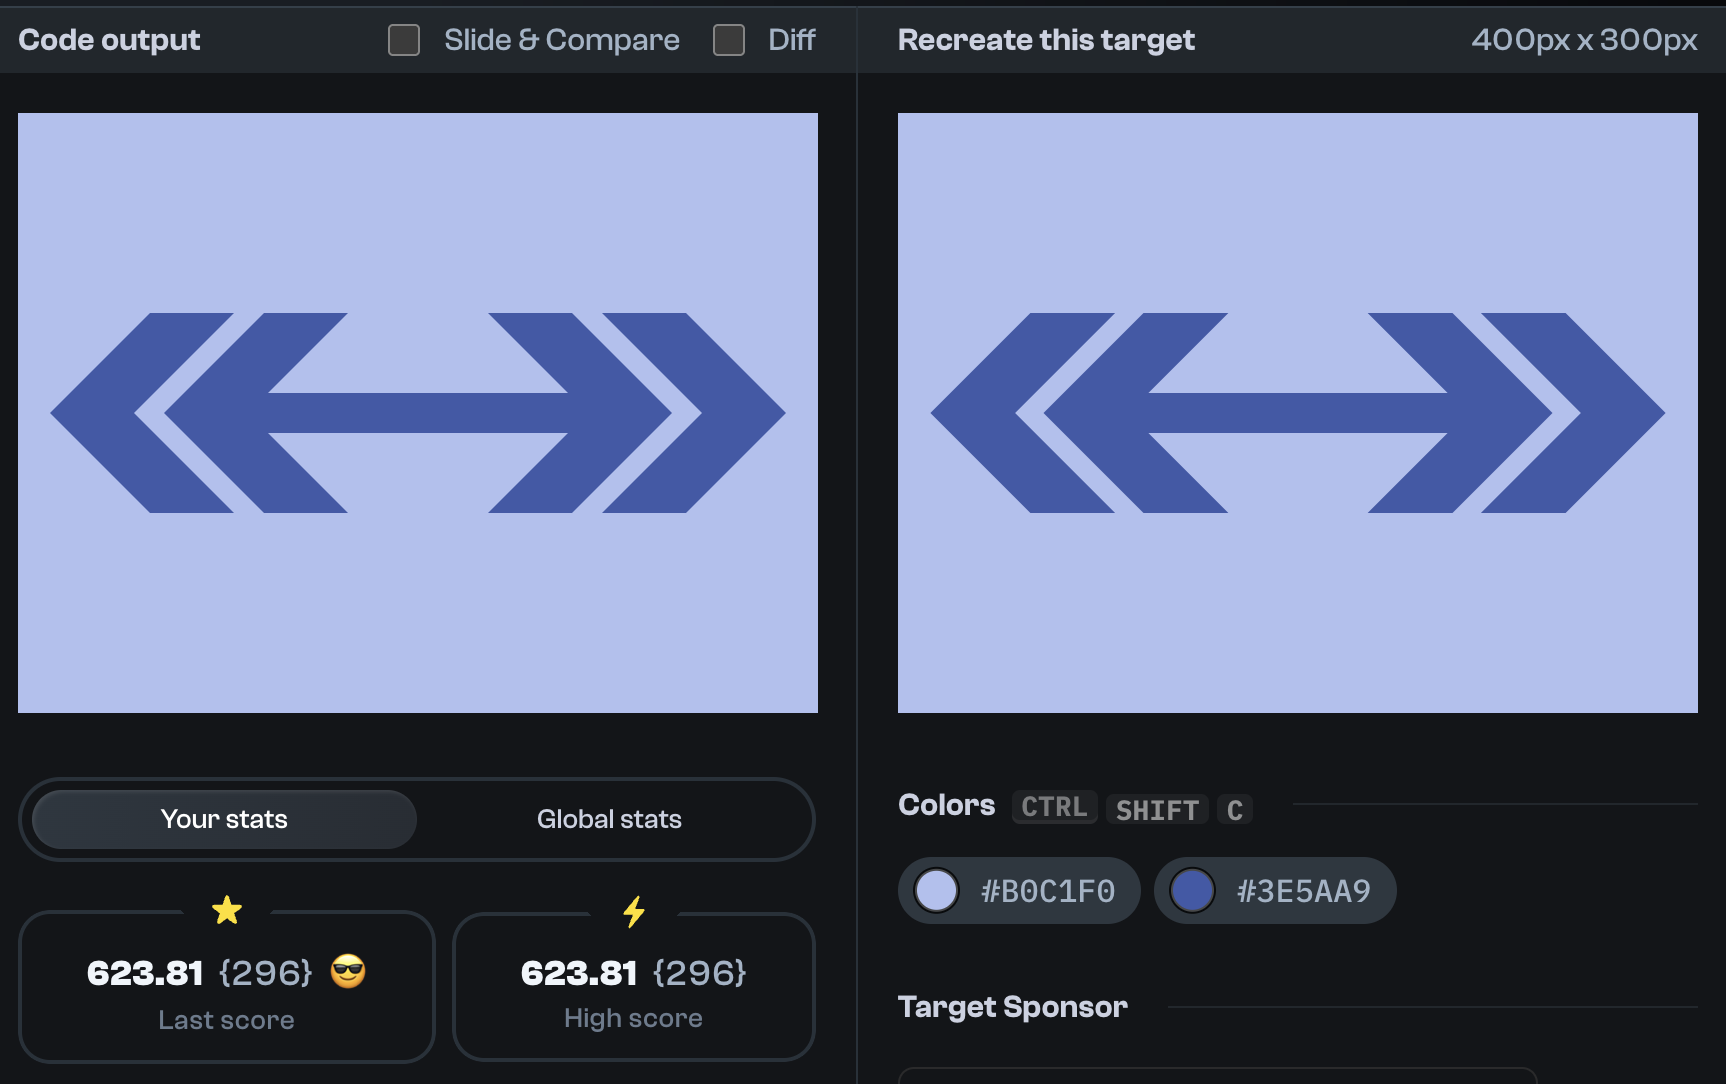 Code output
Slide & Compare
Diff
Recreate this target
400px x 300px
Your stats
Global stats
623.81 {296}
Last score
623.81 {296}
High score
Colors CTRL SHIFT C
#B0C1F0
#3E5AA9
Target Sponsor